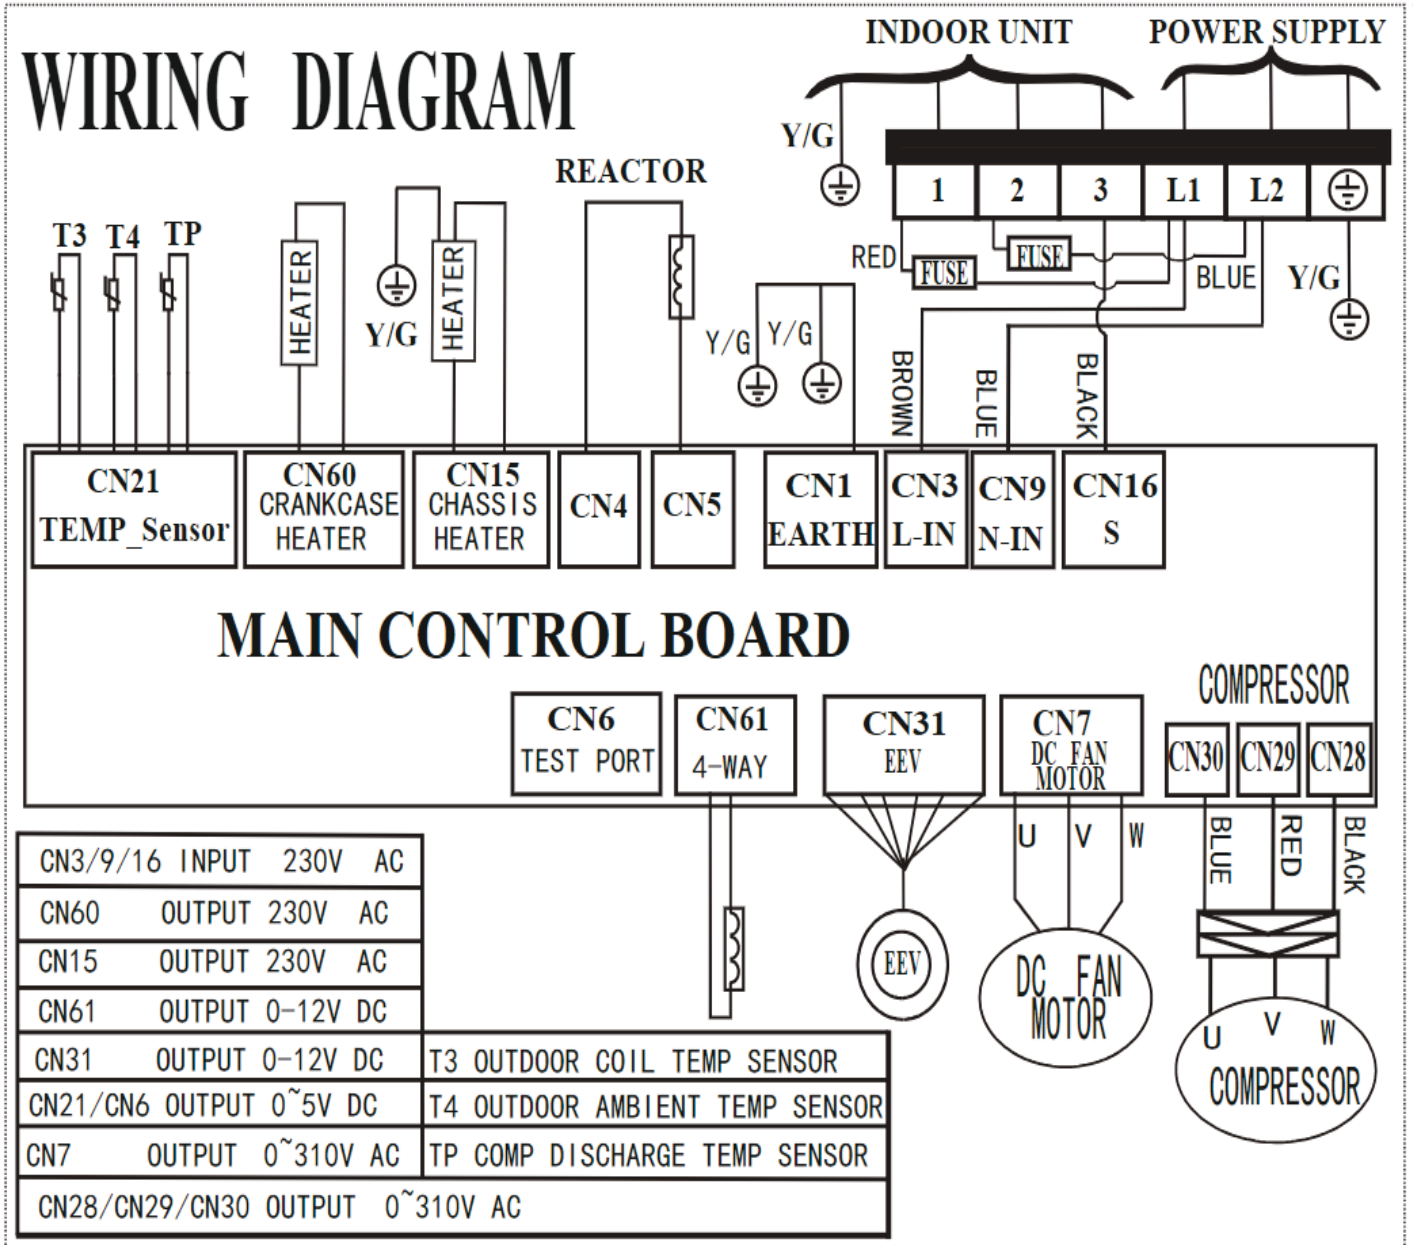 WIRING DIAGRAM
INDOOR UNIT
POWER SUPPLY
Y/G
1
2
3
L1
L2
REACTOR
T3
T4
TP
HEATER
Y/G
HEATER
RED
FUSE
FUSE
BLUE
Y/G
Y/G
Y/G
BROWN
BLUE
BLACK
CN21
TEMP_Sensor
CN60
CRANKCASE
HEATER
CN15
CHASSIS
HEATER
CN4
CN5
CN1
EARTH
CN3
L-IN
CN9
N-IN
CN16
S
MAIN CONTROL BOARD
CN6
TEST PORT
CN61
4-WAY
CN31
EEV
CN7
DC FAN
MOTOR
COMPRESSOR
CN30
CN29
CN28
U
V
W
BLUE
RED
BLACK
EEV
DC FAN
MOTOR
U
V
W
COMPRESSOR
CN3/9/16 INPUT 230V AC
CN60 OUTPUT 230V AC
CN15 OUTPUT 230V AC
CN61 OUTPUT 0-12V DC
CN31 OUTPUT 0-12V DC
T3 OUTDOOR COIL TEMP SENSOR
CN21/CN6 OUTPUT 0~5V DC
T4 OUTDOOR AMBIENT TEMP SENSOR
CN7 OUTPUT 0~310V AC
TP COMP DISCHARGE TEMP SENSOR
CN28/CN29/CN30 OUTPUT 0~310V AC